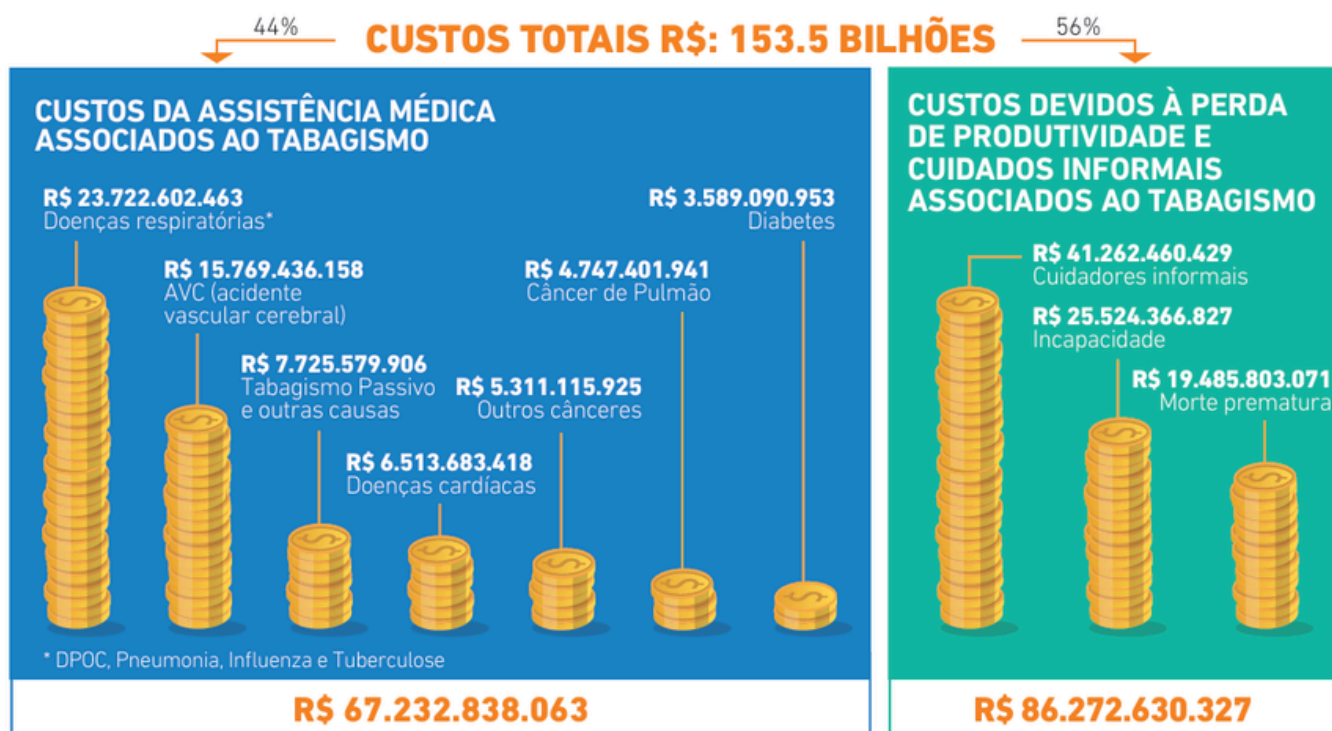 44%
CUSTOS TOTAIS R$: 153.5 BILHÕES
56%
CUSTOS DA ASSISTÊNCIA MÉDICA
ASSOCIADOS AO TABAGISMO
R$ 23.722.602.463
Doenças respiratórias*
R$ 15.769.436.158
AVC (acidente
vascular cerebral)
R$ 7.725.579.906
Tabagismo Passivo
e outras causas
R$ 6.513.683.418
Doenças cardíacas
R$ 5.311.115.925
Outros cânceres
R$ 4.747.401.941
Câncer de Pulmão
R$ 3.589.090.953
Diabetes
* DPOC, Pneumonia, Influenza e Tuberculose
R$ 67.232.838.063
CUSTOS DEVIDOS À PERDA
DE PRODUTIVIDADE E
CUIDADOS INFORMAIS
ASSOCIADOS AO TABAGISMO
R$ 41.262.460.429
Cuidadores informais
R$ 25.524.366.827
Incapacidade
R$ 19.485.803.071
Morte prematura
R$ 86.272.630.327